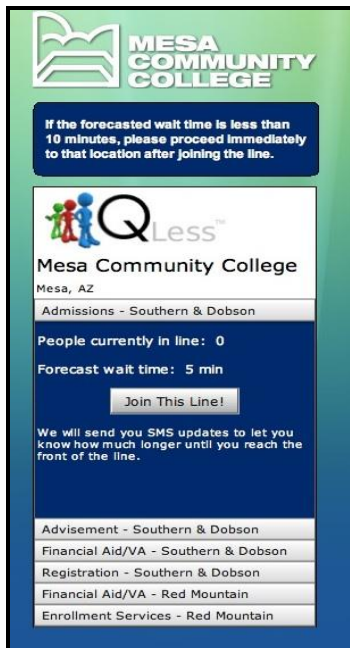 MESA
COMMUNITY
COLLEGE
If the forecasted wait time is less than
10 minutes, please proceed immediately
to that location after joining the line.
QLess™
Mesa Community College
Mesa, AZ
Admissions - Southern & Dobson
People currently in line: 0
Forecast wait time: 5 min
Join This Line!
We will send you SMS updates to let you
know how much longer until you reach the
front of the line.
Advisement - Southern & Dobson
Financial Aid/VA - Southern & Dobson
Registration - Southern & Dobson
Financial Aid/VA - Red Mountain
Enrollment Services - Red Mountain